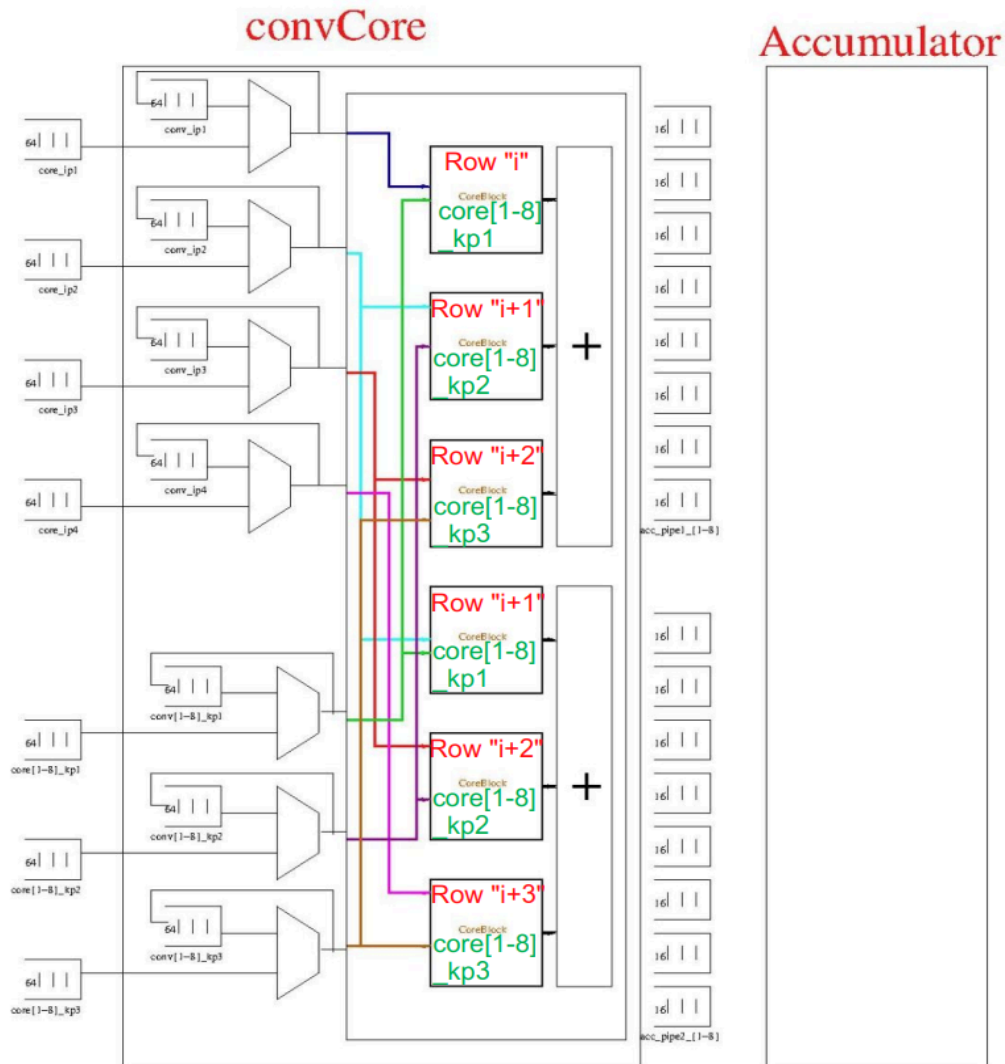 convCore
Accumulator
64
conv_ip1
64
core_ip1
64
conv_ip2
64
core_ip2
64
conv_ip3
64
core_ip3
64
conv_ip4
64
core_ip4
64
conv[1-8]_kp1
64
core[1-8]_kp1
64
conv[1-8]_kp2
64
core[1-8]_kp2
64
conv[1-8]_kp3
64
core[1-8]_kp3
Row "i"
CoreBlock
core[1-8]
_kp1
Row "i+1"
CoreBlock
core[1-8]
_kp2
Row "i+2"
CoreBlock
core[1-8]
_kp3
+
Row "i+1"
CoreBlock
core[1-8]
_kp1
Row "i+2"
CoreBlock
core[1-8]
_kp2
Row "i+3"
CoreBlock
core[1-8]
_kp3
+
16
16
16
16
16
16
16
16
acc_pipe1_[1-8]
16
16
16
16
16
16
16
16
acc_pipe2_[1-8]